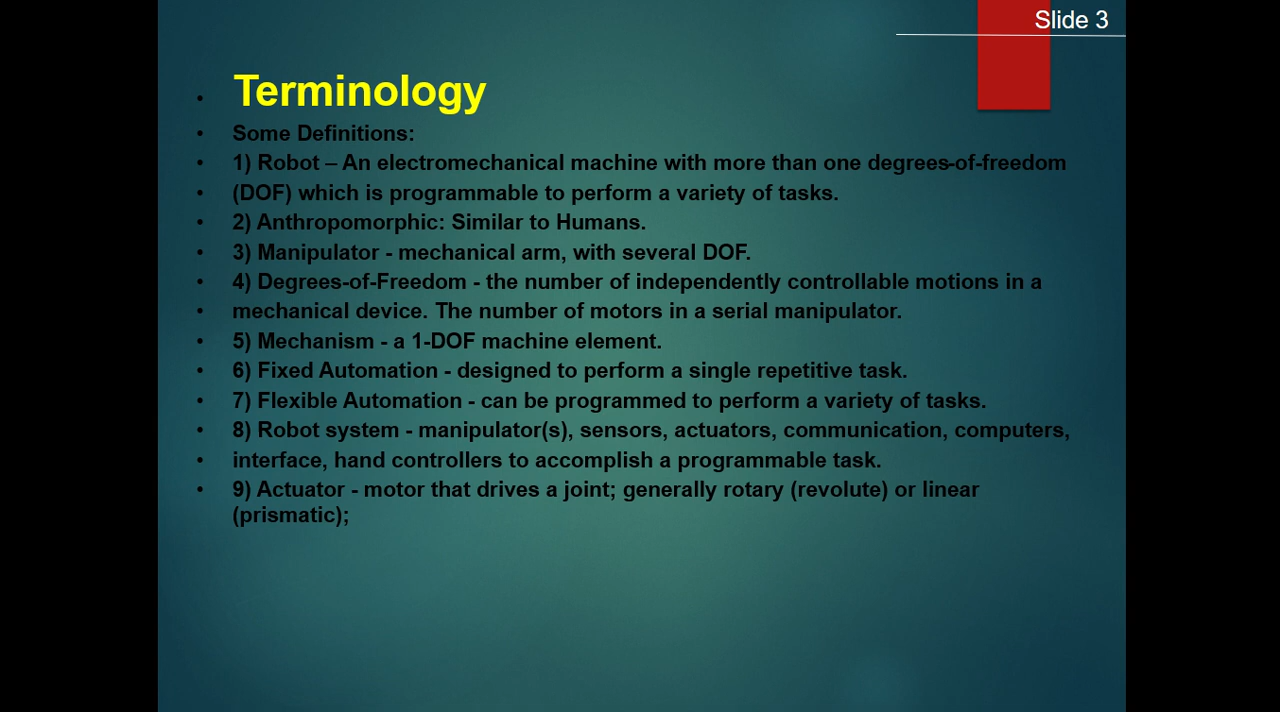 Slide 3
• Terminology
• Some Definitions:
• 1) Robot – An electromechanical machine with more than one degrees-of-freedom
• (DOF) which is programmable to perform a variety of tasks.
• 2) Anthropomorphic: Similar to Humans.
• 3) Manipulator - mechanical arm, with several DOF.
• 4) Degrees-of-Freedom - the number of independently controllable motions in a
• mechanical device. The number of motors in a serial manipulator.
• 5) Mechanism - a 1-DOF machine element.
• 6) Fixed Automation - designed to perform a single repetitive task.
• 7) Flexible Automation - can be programmed to perform a variety of tasks.
• 8) Robot system - manipulator(s), sensors, actuators, communication, computers,
• interface, hand controllers to accomplish a programmable task.
• 9) Actuator - motor that drives a joint; generally rotary (revolute) or linear
(prismatic);